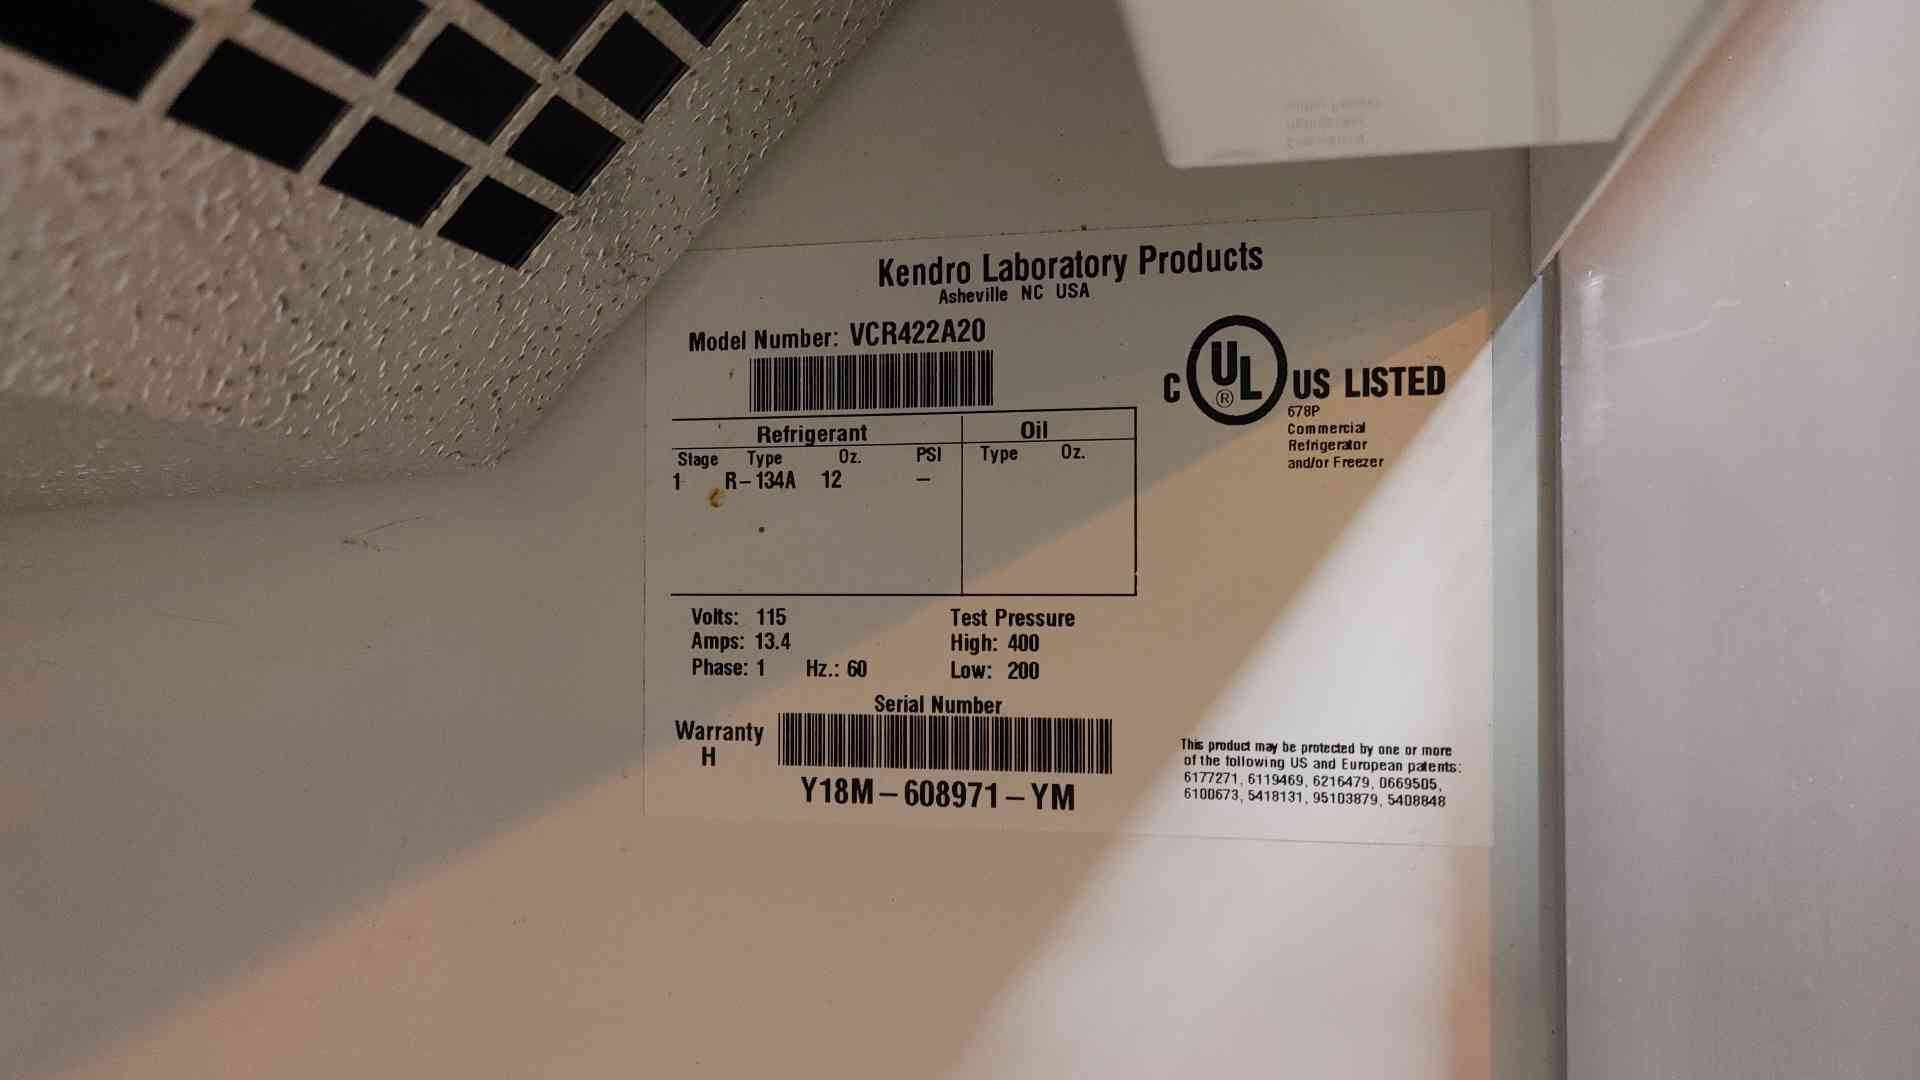 Kendro Laboratory Products
Asheville NC USA
Model Number: VCR422A20
C UL ® US LISTED
678P
Commercial
Refrigerator
and/or Freezer
Refrigerant Oil
Stage Type Oz. PSI Type Oz.
1 R-134A 12 -
Volts: 115
Amps: 13.4
Phase: 1 Hz.: 60
Test Pressure
High: 400
Low: 200
Serial Number
Warranty
H
Y18M-608971-YM
This product may be protected by one or more
of the following US and European patents:
6177271, 6119469, 6216479, 0669505,
6100673, 5418131, 95103879, 5408848